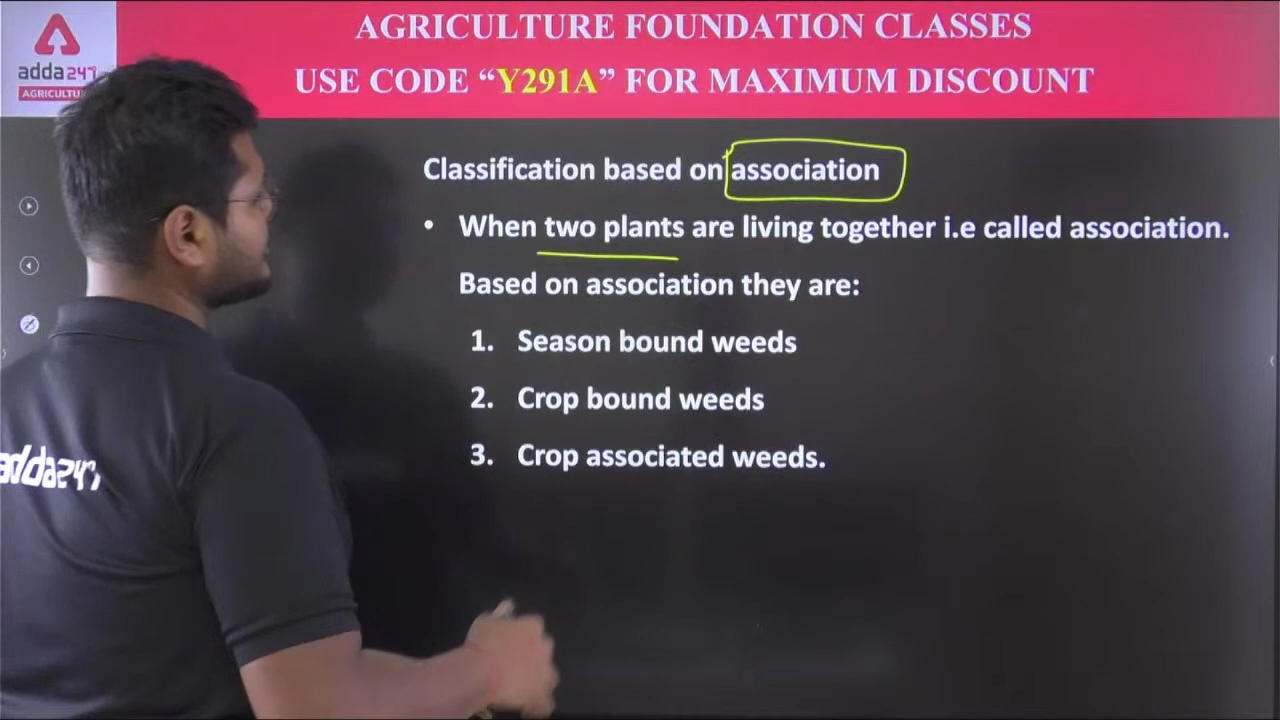 AGRICULTURE FOUNDATION CLASSES
USE CODE “Y291A” FOR MAXIMUM DISCOUNT
adda247
AGRICULTU
Classification based on association
• When two plants are living together i.e called association.
Based on association they are:
1. Season bound weeds
2. Crop bound weeds
3. Crop associated weeds.
adda247